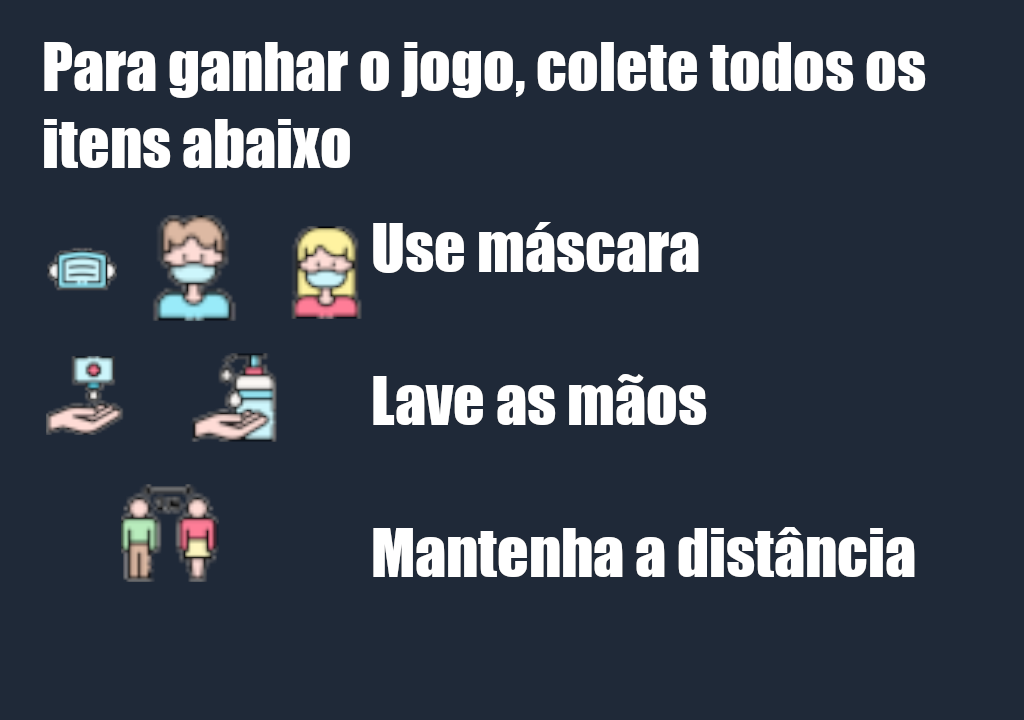 Para ganhar o jogo, colete todos os
itens abaixo
Use máscara
Lave as mãos
Mantenha a distância